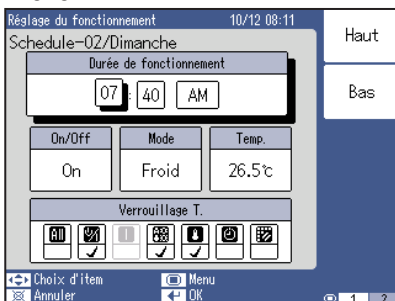 Réglage du fonctionnement 10/12 08:11
Haut
Schedule-02/Dimanche
Durée de fonctionnement
07 : 40 AM
Bas
On/Off Mode Temp.
On Froid 26.5℃
Verrouillage T.
All
Choix d'item Menu
Annuler OK
1 2